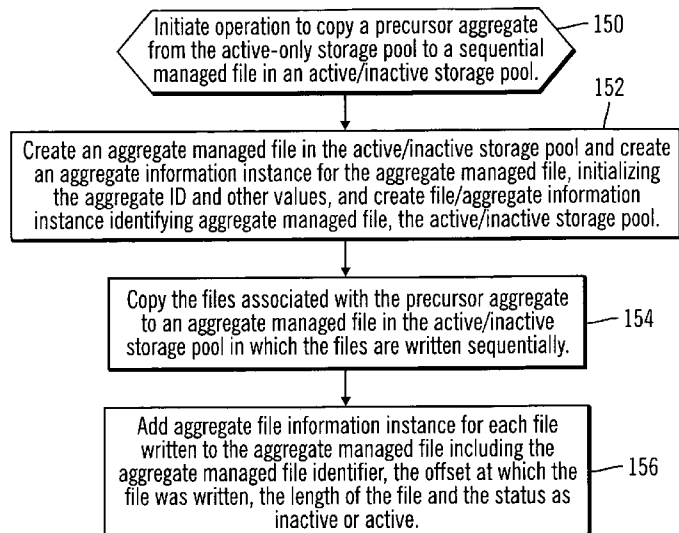 Initiate operation to copy a precursor aggregate
from the active-only storage pool to a sequential
managed file in an active/inactive storage pool.
150
152
Create an aggregate managed file in the active/inactive storage pool and create
an aggregate information instance for the aggregate managed file, initializing
the aggregate ID and other values, and create file/aggregate information
instance identifying aggregate managed file, the active/inactive storage pool.
Copy the files associated with the precursor aggregate
to an aggregate managed file in the active/inactive
storage pool in which the files are written sequentially.
154
Add aggregate file information instance for each file
written to the aggregate managed file including the
aggregate managed file identifier, the offset at which the
file was written, the length of the file and the status as
inactive or active.
156